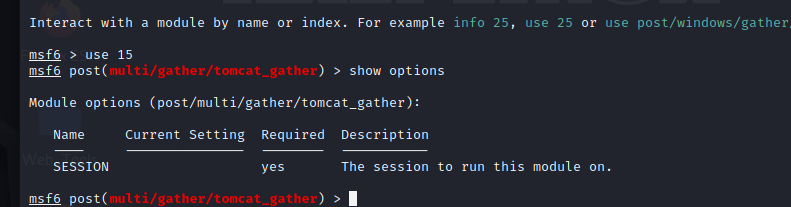 Interact with a module by name or index. For example info 25, use 25 or use post/windows/gather/
msf6 > use 15
msf6 post(multi/gather/tomcat_gather) > show options
Module options (post/multi/gather/tomcat_gather):
Name Current Setting Required Description
---- --------------- -------- -----------
SESSION yes The session to run this module on.
msf6 post(multi/gather/tomcat_gather) >